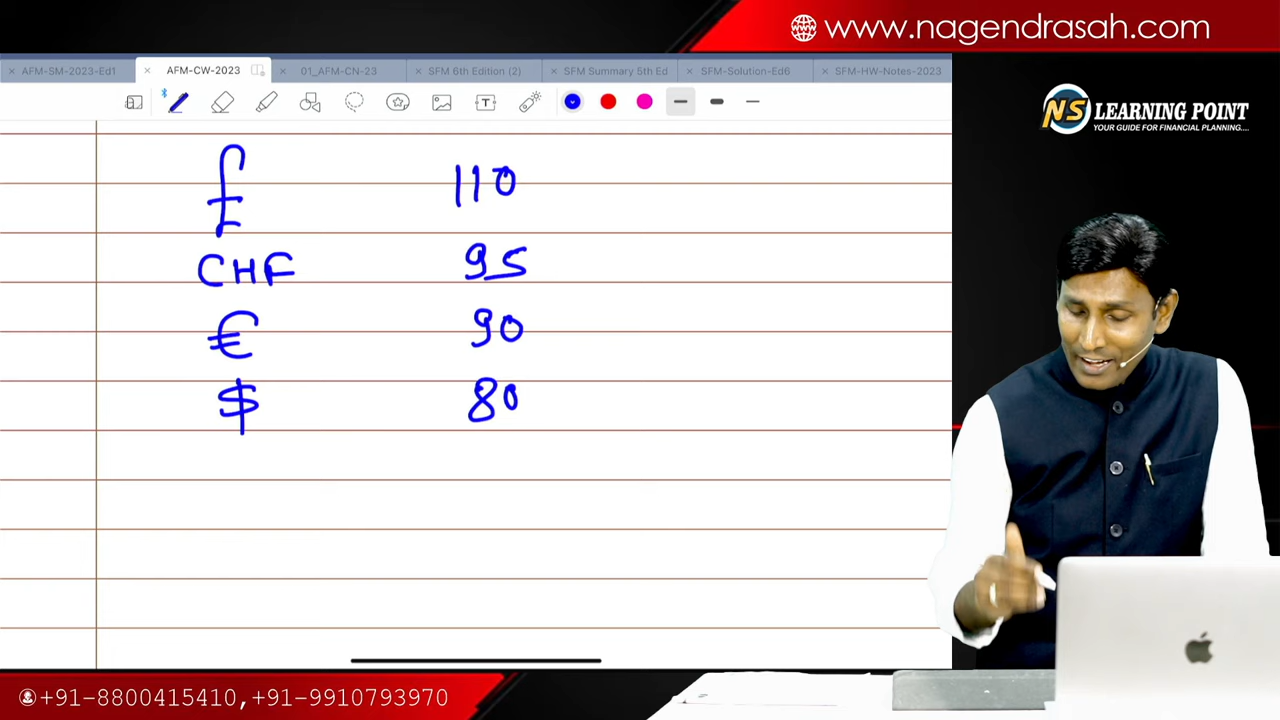 www.nagendrasah.com
AFM-SM-2023-Ed1 AFM-CW-2023 01_AFM-CN-23 SFM 6th Edition (2) SFM Summary 5th Ed SFM-Solution-Ed6 SFM-HW-Notes-2023
NS LEARNING POINT
YOUR GUIDE FOR FINANCIAL PLANNING....
£ 110
CHF 95
€ 90
$ 80
+91-8800415410,+91-9910793970